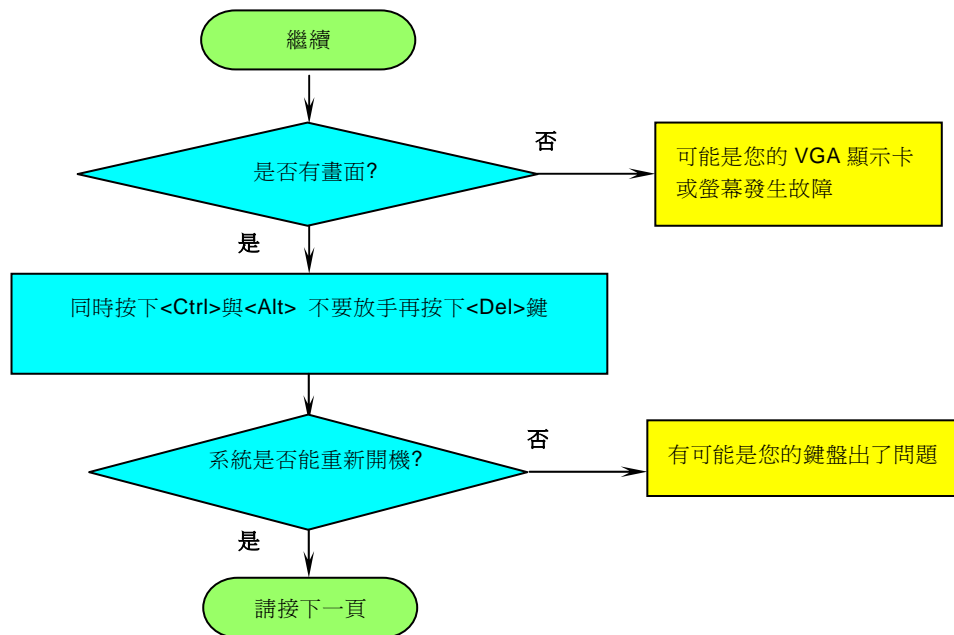 繼續
是否有畫面?
否
可能是您的 VGA 顯示卡
或螢幕發生故障
是
同時按下<Ctrl>與<Alt> 不要放手再按下<Del>鍵
系統是否能重新開機?
否
有可能是您的鍵盤出了問題
是
請接下一頁